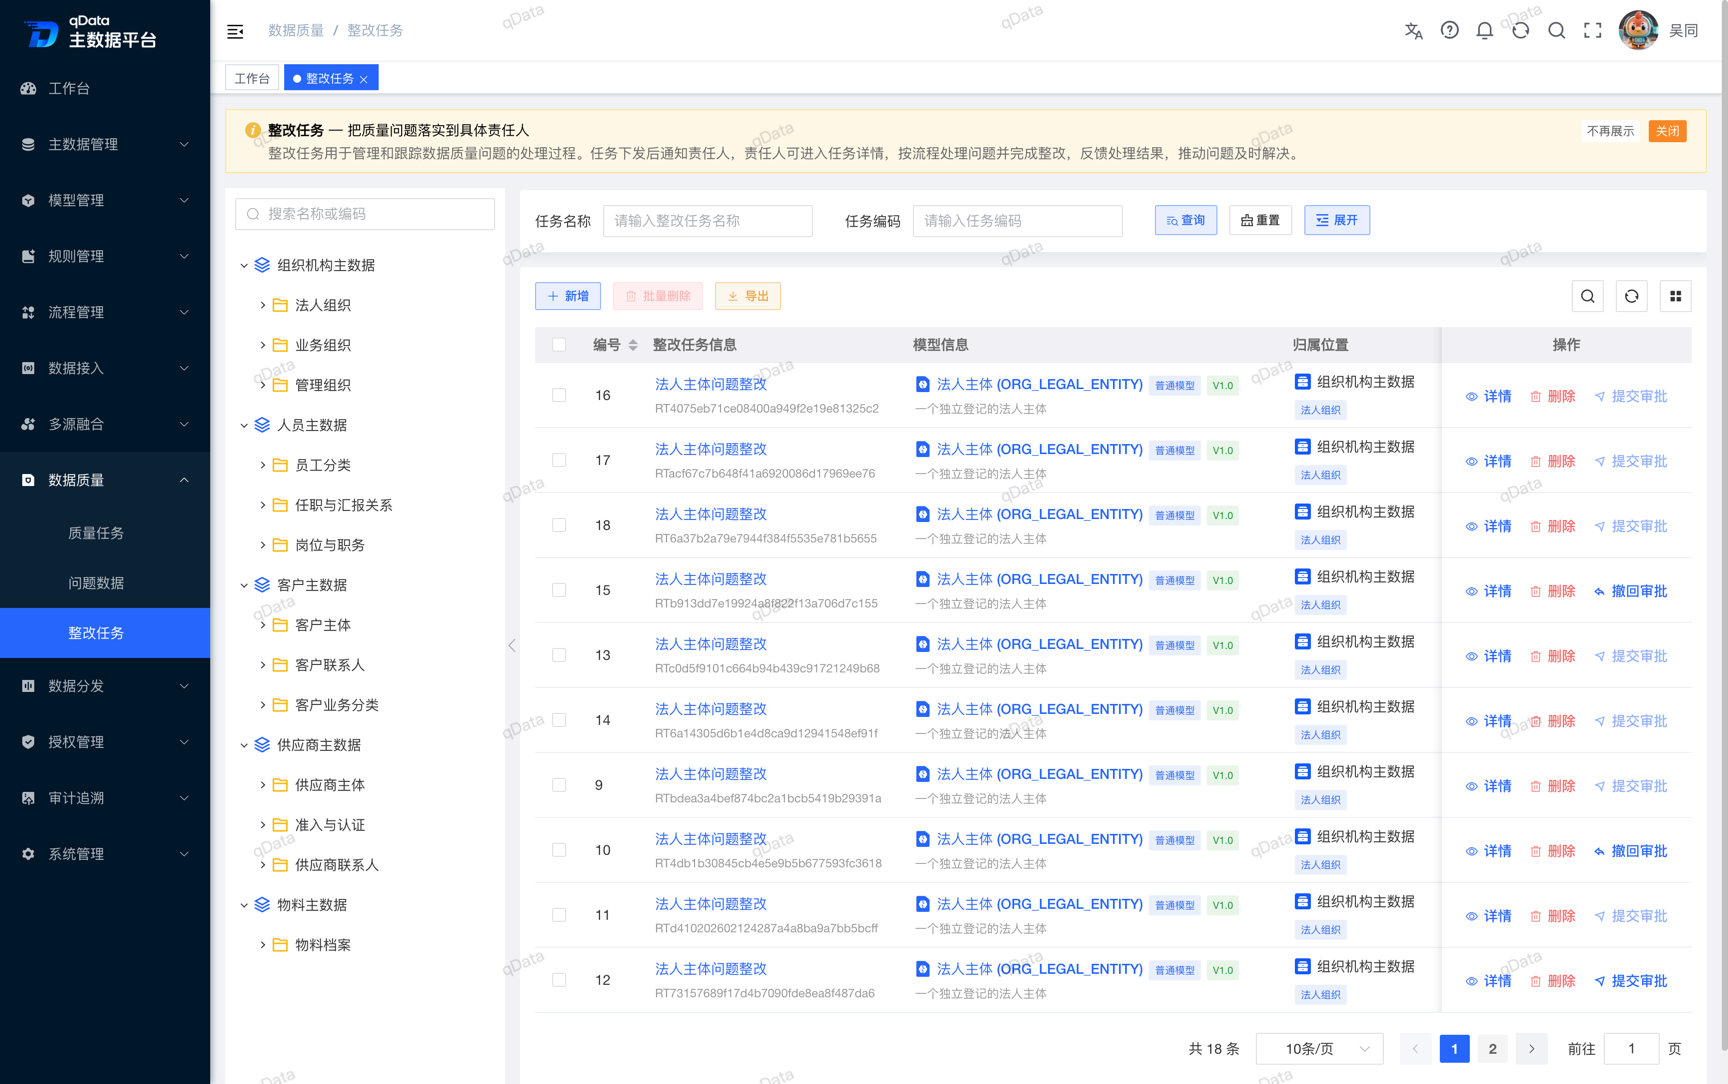 qData
主数据平台
数据质量 / 整改任务
吴同
工作台
整改任务
工作台
主数据管理
模型管理
规则管理
流程管理
数据接入
多源融合
数据质量
质量任务
问题数据
整改任务
数据分发
授权管理
审计追溯
系统管理
整改任务 — 把质量问题落实到具体责任人
整改任务用于管理和跟踪数据质量问题的处理过程。任务下发后通知责任人，责任人可进入任务详情，按流程处理问题并完成整改，反馈处理结果，推动问题及时解决。
不再展示 关闭
搜索名称或编码
组织机构主数据
法人组织
业务组织
管理组织
人员主数据
员工分类
任职与汇报关系
岗位与职务
客户主数据
客户主体
客户联系人
客户业务分类
供应商主数据
供应商主体
准入与认证
供应商联系人
物料主数据
物料档案
任务名称 请输入整改任务名称 任务编码 请输入任务编码 查询 重置 展开
新增 批量删除 导出
编号 整改任务信息 模型信息 归属位置 操作
16 法人主体问题整改 法人主体 (ORG_LEGAL_ENTITY) 普通模型 V1.0 组织机构主数据 详情 删除 提交审批
RT4075eb71ce08400a949f2e19e81325c2 一个独立登记的法人主体 法人组织
17 法人主体问题整改 法人主体 (ORG_LEGAL_ENTITY) 普通模型 V1.0 组织机构主数据 详情 删除 提交审批
RTacf67c7b648f41a6920086d17969ee76 一个独立登记的法人主体 法人组织
18 法人主体问题整改 法人主体 (ORG_LEGAL_ENTITY) 普通模型 V1.0 组织机构主数据 详情 删除 提交审批
RT6a37b2a79e7944f384f5535e781b5655 一个独立登记的法人主体 法人组织
15 法人主体问题整改 法人主体 (ORG_LEGAL_ENTITY) 普通模型 V1.0 组织机构主数据 详情 删除 撤回审批
RTb913dd7e19924a8f822f13a706d7c155 一个独立登记的法人主体 法人组织
13 法人主体问题整改 法人主体 (ORG_LEGAL_ENTITY) 普通模型 V1.0 组织机构主数据 详情 删除 提交审批
RTc0d5f9101c664b94b439c91721249b68 一个独立登记的法人主体 法人组织
14 法人主体问题整改 法人主体 (ORG_LEGAL_ENTITY) 普通模型 V1.0 组织机构主数据 详情 删除 提交审批
RT6a14305d6b1e4d8ca9d12941548ef91f 一个独立登记的法人主体 法人组织
9 法人主体问题整改 法人主体 (ORG_LEGAL_ENTITY) 普通模型 V1.0 组织机构主数据 详情 删除 提交审批
RTbdea3a4bef874bc2a1bcb5419b29391a 一个独立登记的法人主体 法人组织
10 法人主体问题整改 法人主体 (ORG_LEGAL_ENTITY) 普通模型 V1.0 组织机构主数据 详情 删除 撤回审批
RT4db1b30845cb4e5e9b5b677593fc3618 一个独立登记的法人主体 法人组织
11 法人主体问题整改 法人主体 (ORG_LEGAL_ENTITY) 普通模型 V1.0 组织机构主数据 详情 删除 提交审批
RTd410202602124287a4a8ba9a7bb5bcff 一个独立登记的法人主体 法人组织
12 法人主体问题整改 法人主体 (ORG_LEGAL_ENTITY) 普通模型 V1.0 组织机构主数据 详情 删除 提交审批
RT73157689f17d4b7090fde8ea8f487da6 一个独立登记的法人主体 法人组织
共 18 条 10条/页 1 2 前往 1 页